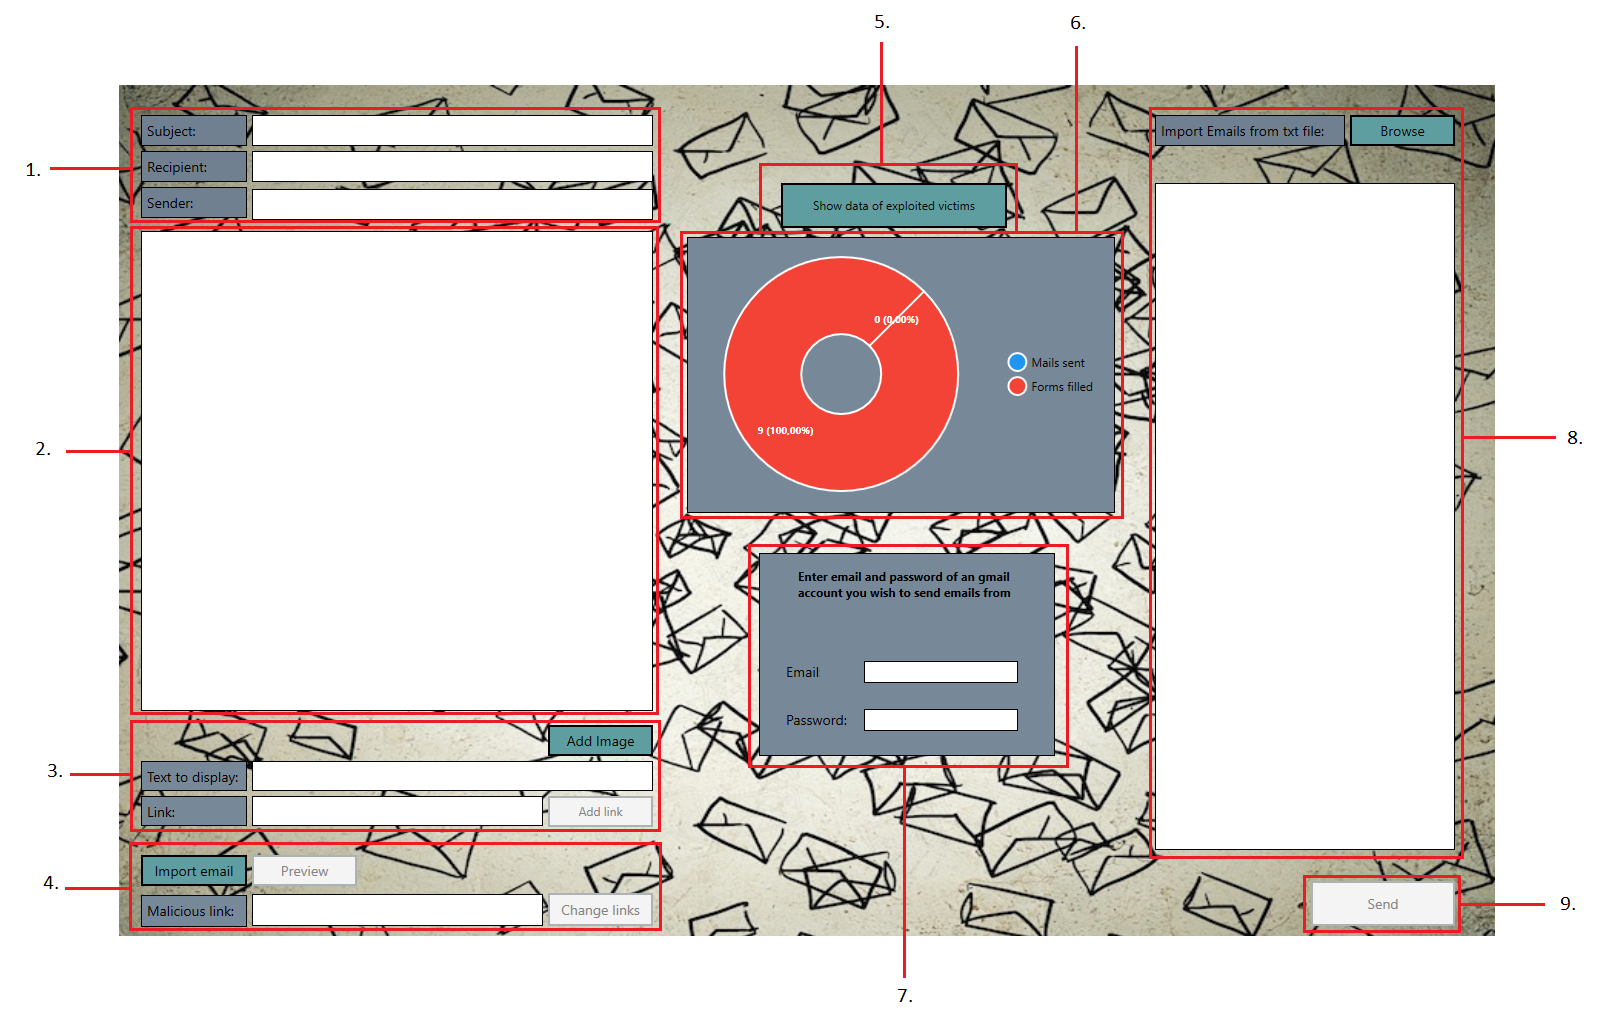 5.
6.
1.
Subject:
Recipient:
Sender:
Import Emails from txt file:
Browse
Show data of exploited victims
0 (0,00%)
9 (100,00%)
Mails sent
Forms filled
2.
8.
Enter email and password of an gmail
account you wish to send emails from
Email
Password:
3.
Add Image
Text to display:
Link:
Add link
4.
Import email
Preview
Malicious link:
Change links
Send
9.
7.